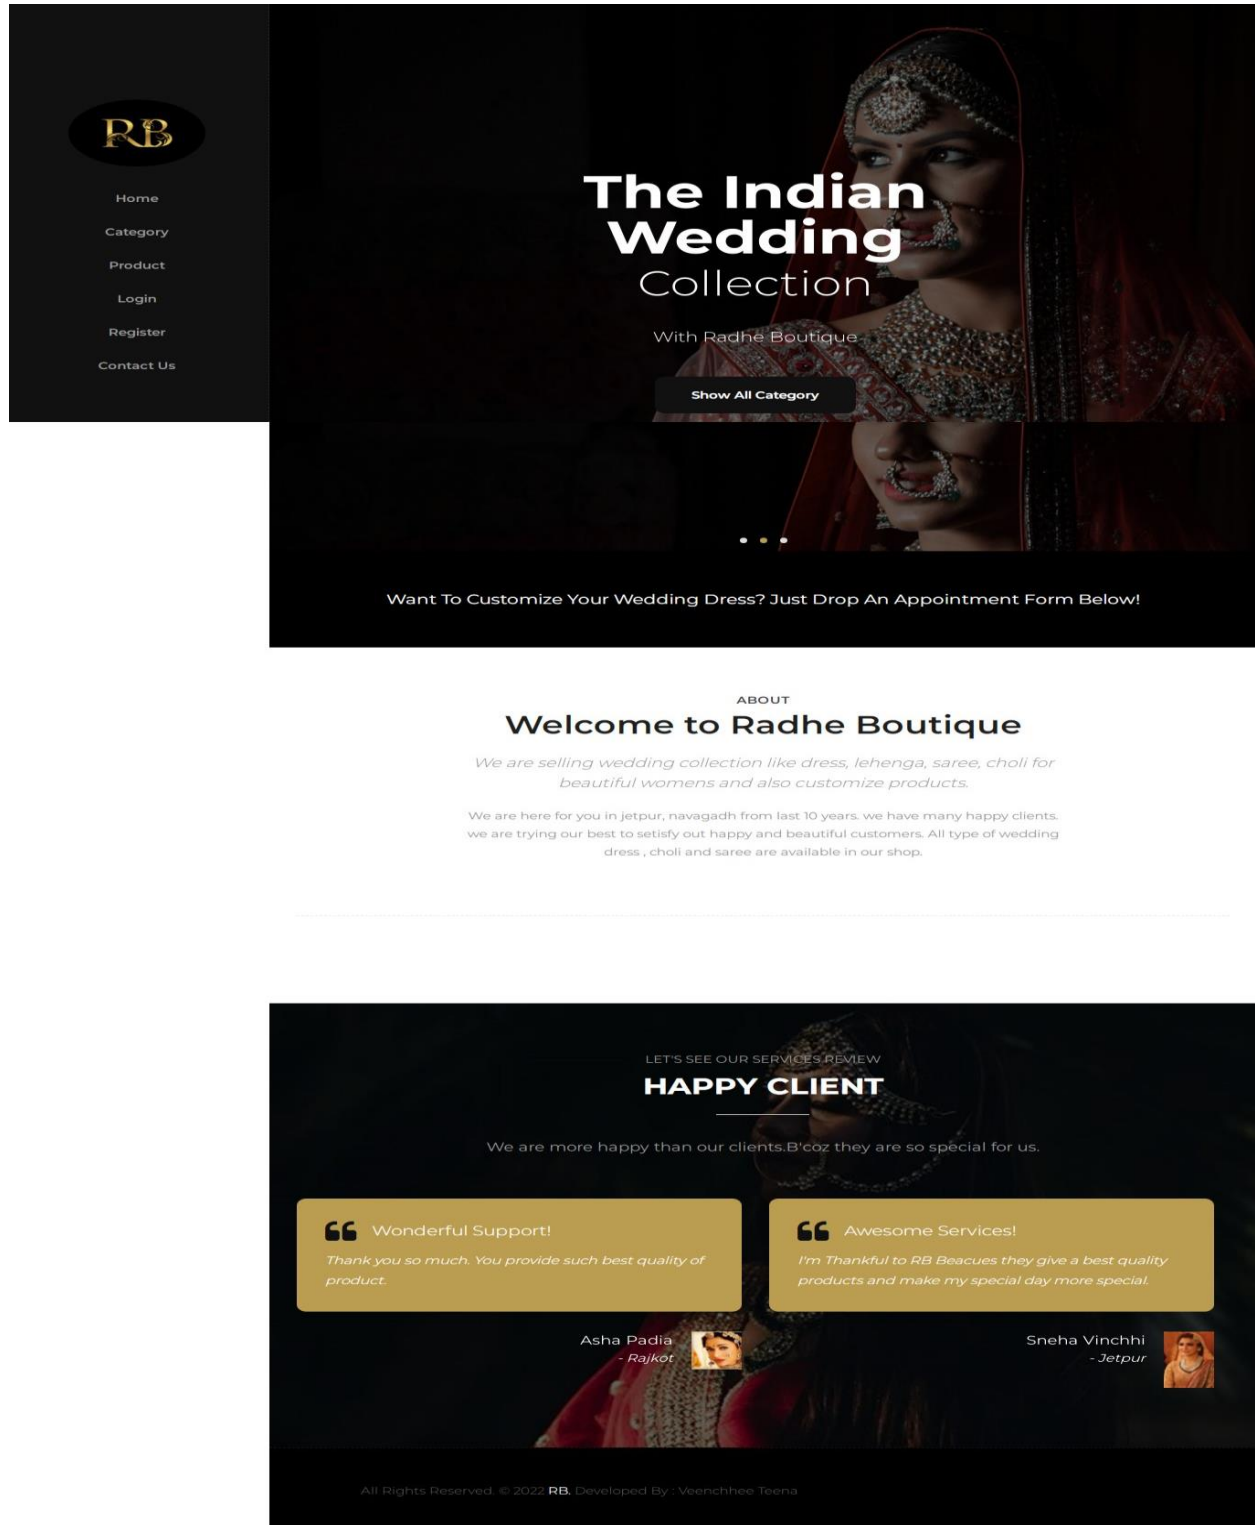 RB
Home
Category
Product
Login
Register
Contact Us
The Indian
Wedding
Collection
With Radhe Boutique
Show All Category
Want To Customize Your Wedding Dress? Just Drop An Appointment Form Below!
ABOUT
Welcome to Radhe Boutique
We are selling wedding collection like dress, lehenga, saree, choli for
beautiful womens and also customize products.
We are here for you in jetpur, navagadh from last 10 years. we have many happy clients.
we are trying our best to setisfy out happy and beautiful customers. All type of wedding
dress , choli and saree are available in our shop.
LET'S SEE OUR SERVICES REVIEW
HAPPY CLIENT
We are more happy than our clients.B'coz they are so special for us.
Wonderful Support!
Thank you so much. You provide such best quality of
product.
Asha Padia
- Rajkot
Awesome Services!
I'm Thankful to RB Beacues they give a best quality
products and make my special day more special.
Sneha Vinchhi
- Jetpur
All Rights Reserved. © 2022 RB. Developed By : Veenchhee Teena